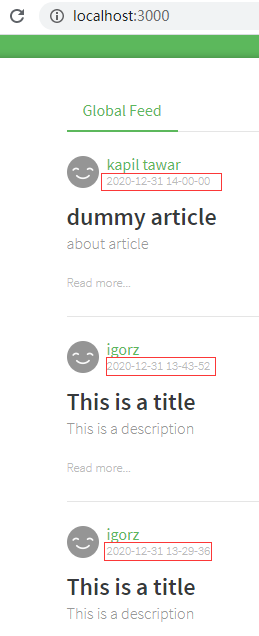 localhost:3000
Global Feed
kapil tawar
2020-12-31 14-00-00
dummy article
about article
Read more...
igorz
2020-12-31 13-43-52
This is a title
This is a description
Read more...
igorz
2020-12-31 13-29-36
This is a title
This is a description